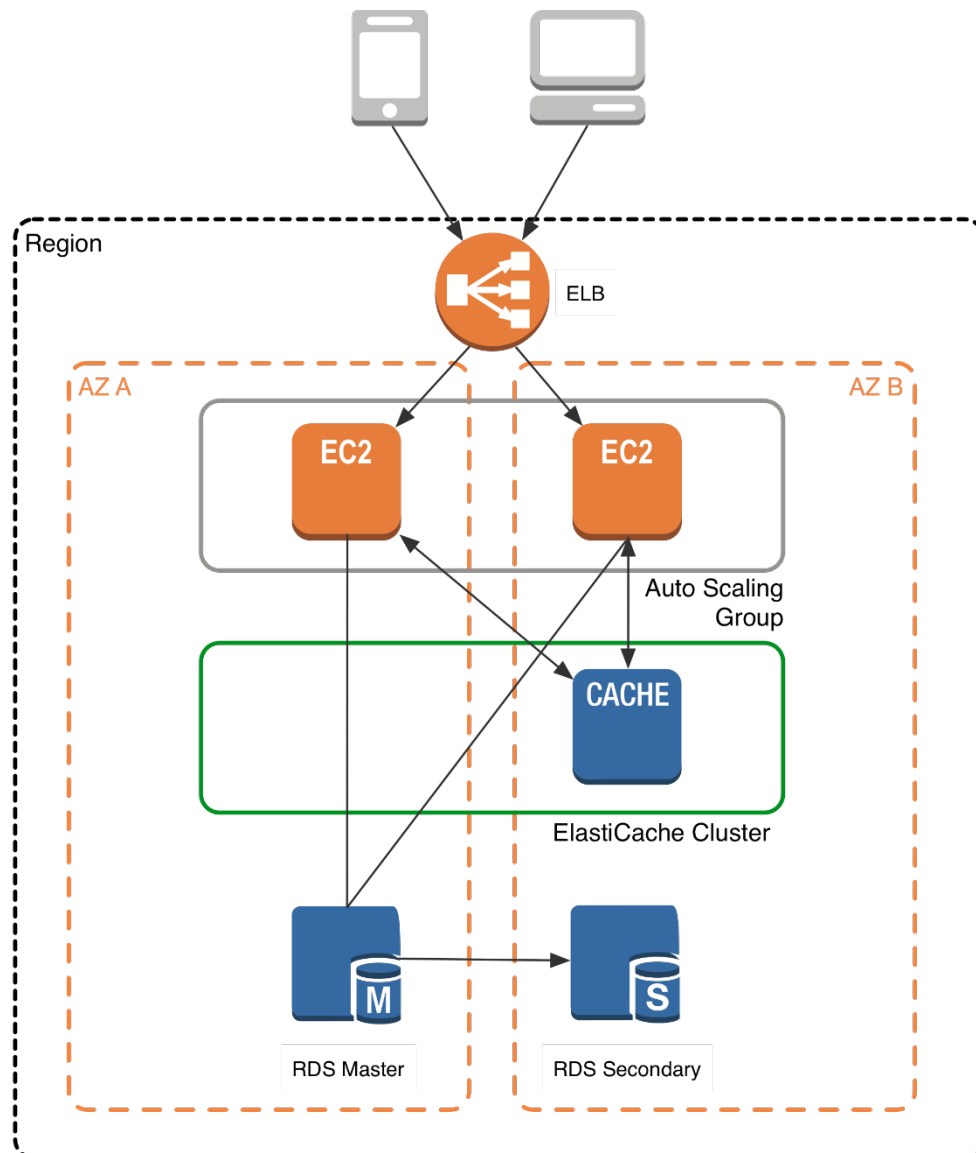 Region
ELB
AZ A
AZ B
EC2
EC2
Auto Scaling
Group
CACHE
ElastiCache Cluster
M
S
RDS Master
RDS Secondary